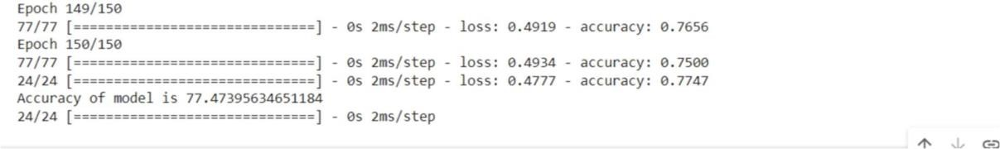 Epoch 149/150
77/77 [==============================] - 0s 2ms/step - loss: 0.4919 - accuracy: 0.7656
Epoch 150/150
77/77 [==============================] - 0s 2ms/step - loss: 0.4934 - accuracy: 0.7500
24/24 [==============================] - 0s 2ms/step - loss: 0.4777 - accuracy: 0.7747
Accuracy of model is 77.47395634651184
24/24 [==============================] - 0s 2ms/step